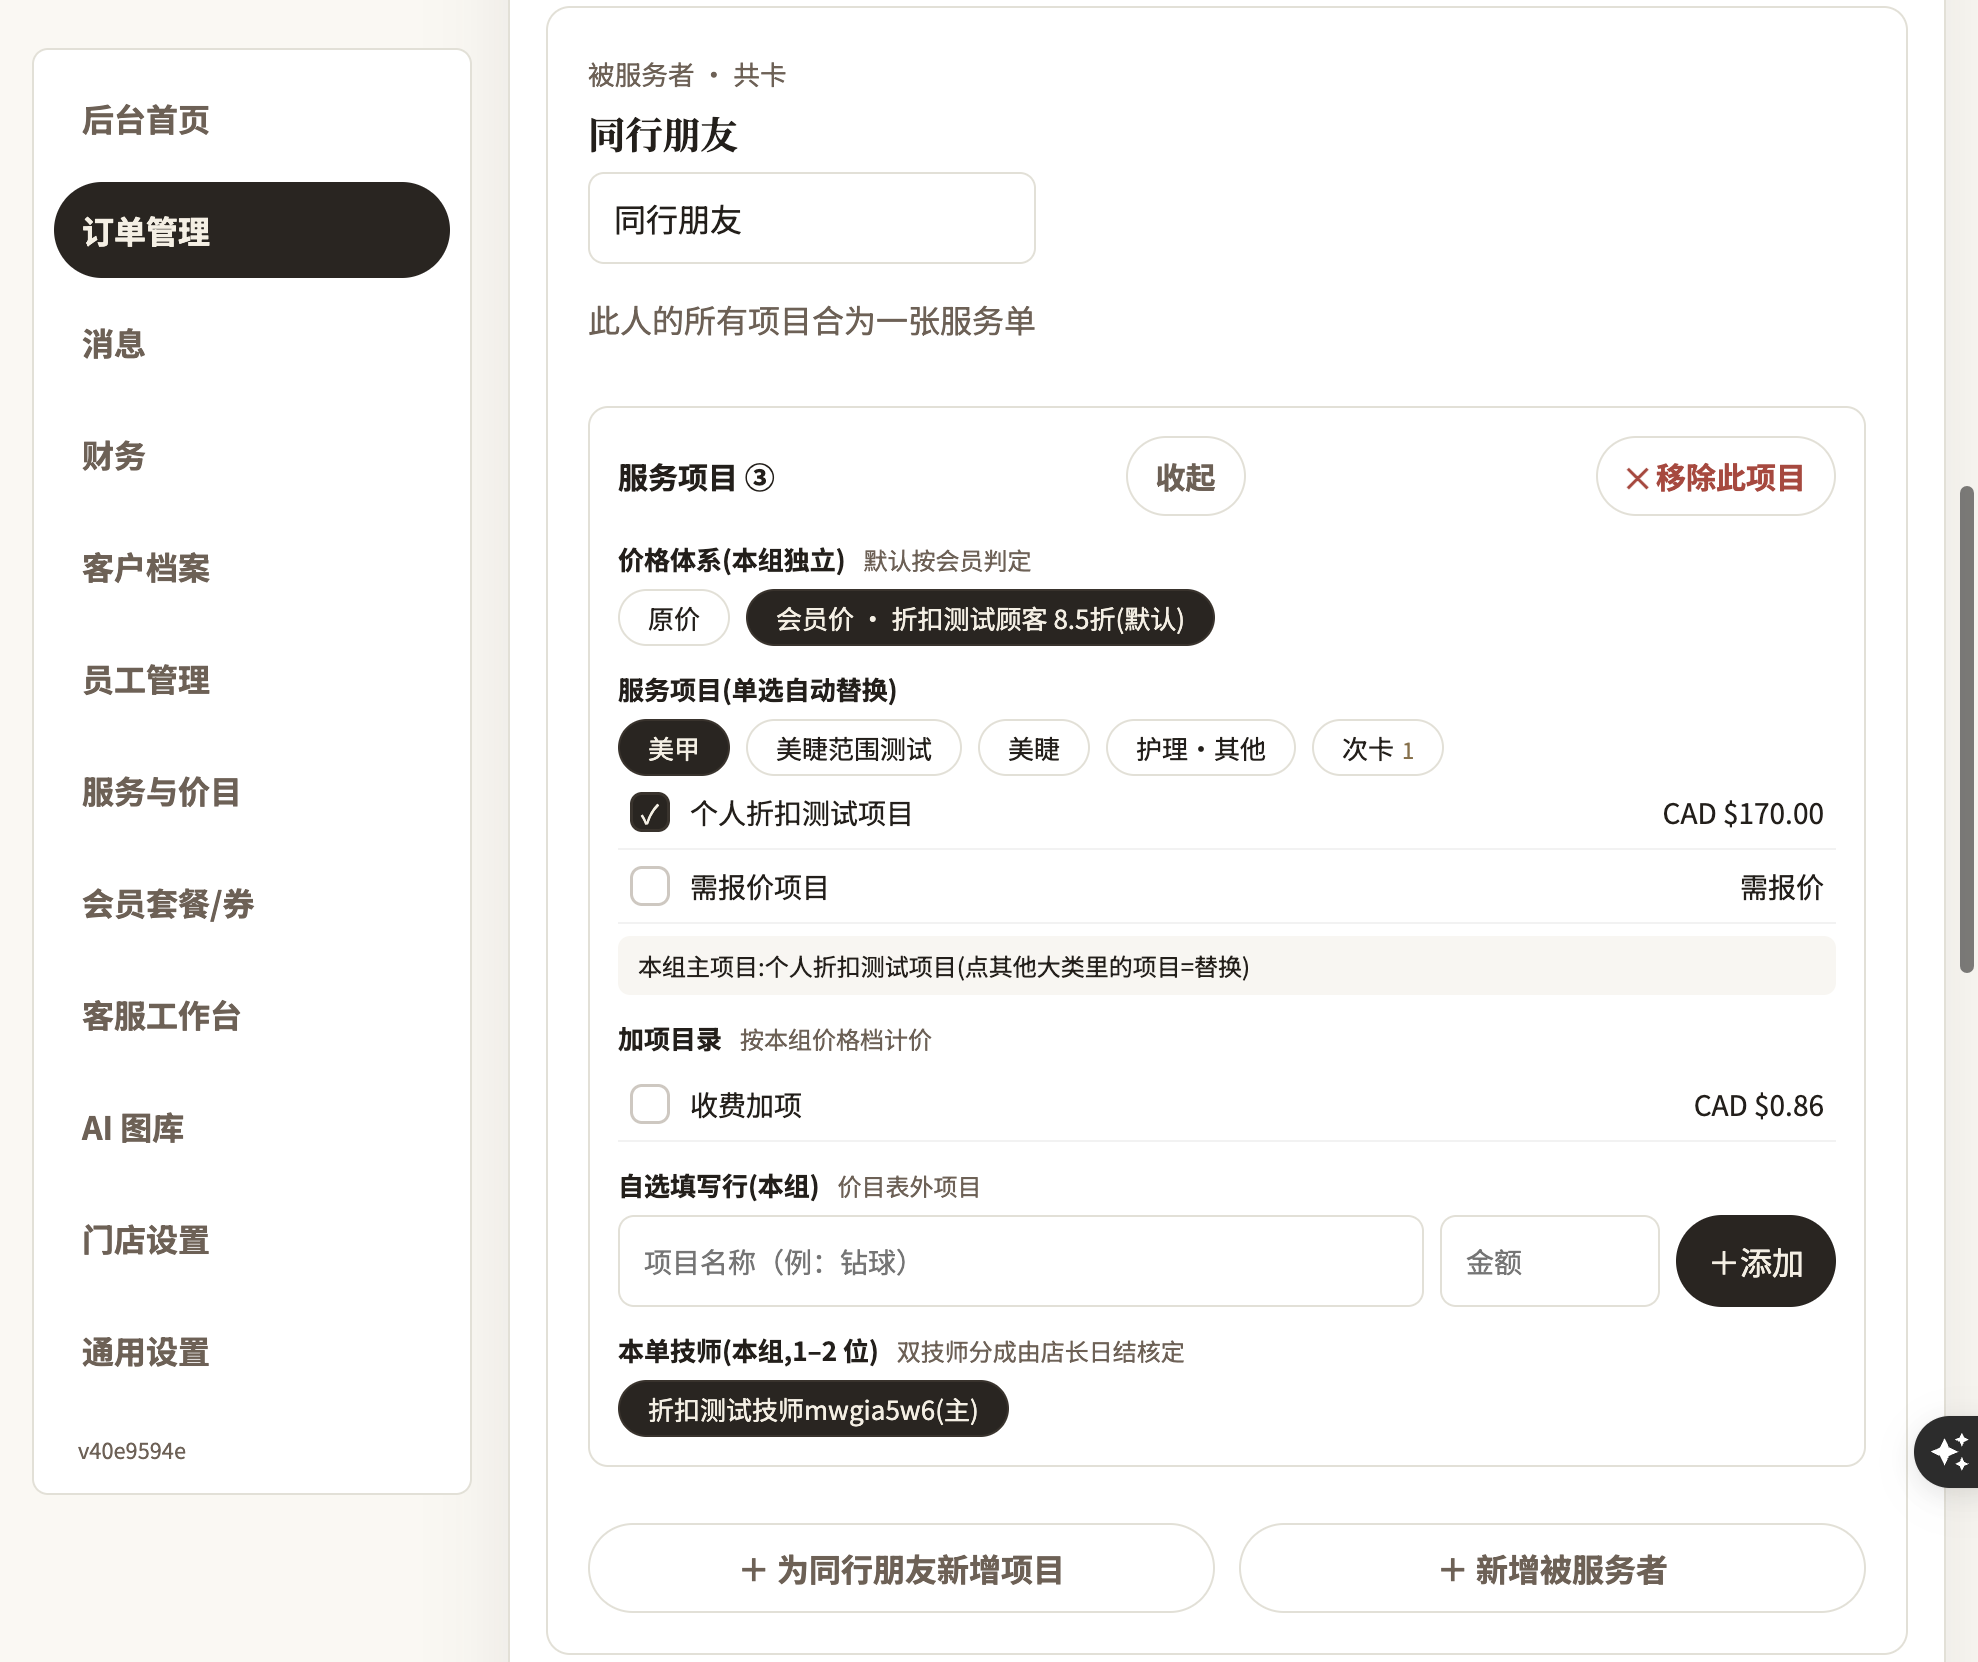 后台首页
订单管理
消息
财务
客户档案
员工管理
服务与价目
会员套餐/券
客服工作台
AI 图库
门店设置
通用设置
v40e9594e
被服务者 · 共卡
同行朋友
同行朋友
此人的所有项目合为一张服务单
服务项目 ③ 收起 ×移除此项目
价格体系(本组独立) 默认按会员判定
原价 会员价 · 折扣测试顾客 8.5折(默认)
服务项目(单选自动替换)
美甲 美睫范围测试 美睫 护理·其他 次卡 1
✓ 个人折扣测试项目 CAD $170.00
需报价项目 需报价
本组主项目:个人折扣测试项目(点其他大类里的项目=替换)
加项目录 按本组价格档计价
收费加项 CAD $0.86
自选填写行(本组) 价目表外项目
项目名称（例：钻球） 金额 ＋添加
本单技师(本组,1–2 位) 双技师分成由店长日结核定
折扣测试技师mwgia5w6(主)
＋ 为同行朋友新增项目 ＋ 新增被服务者